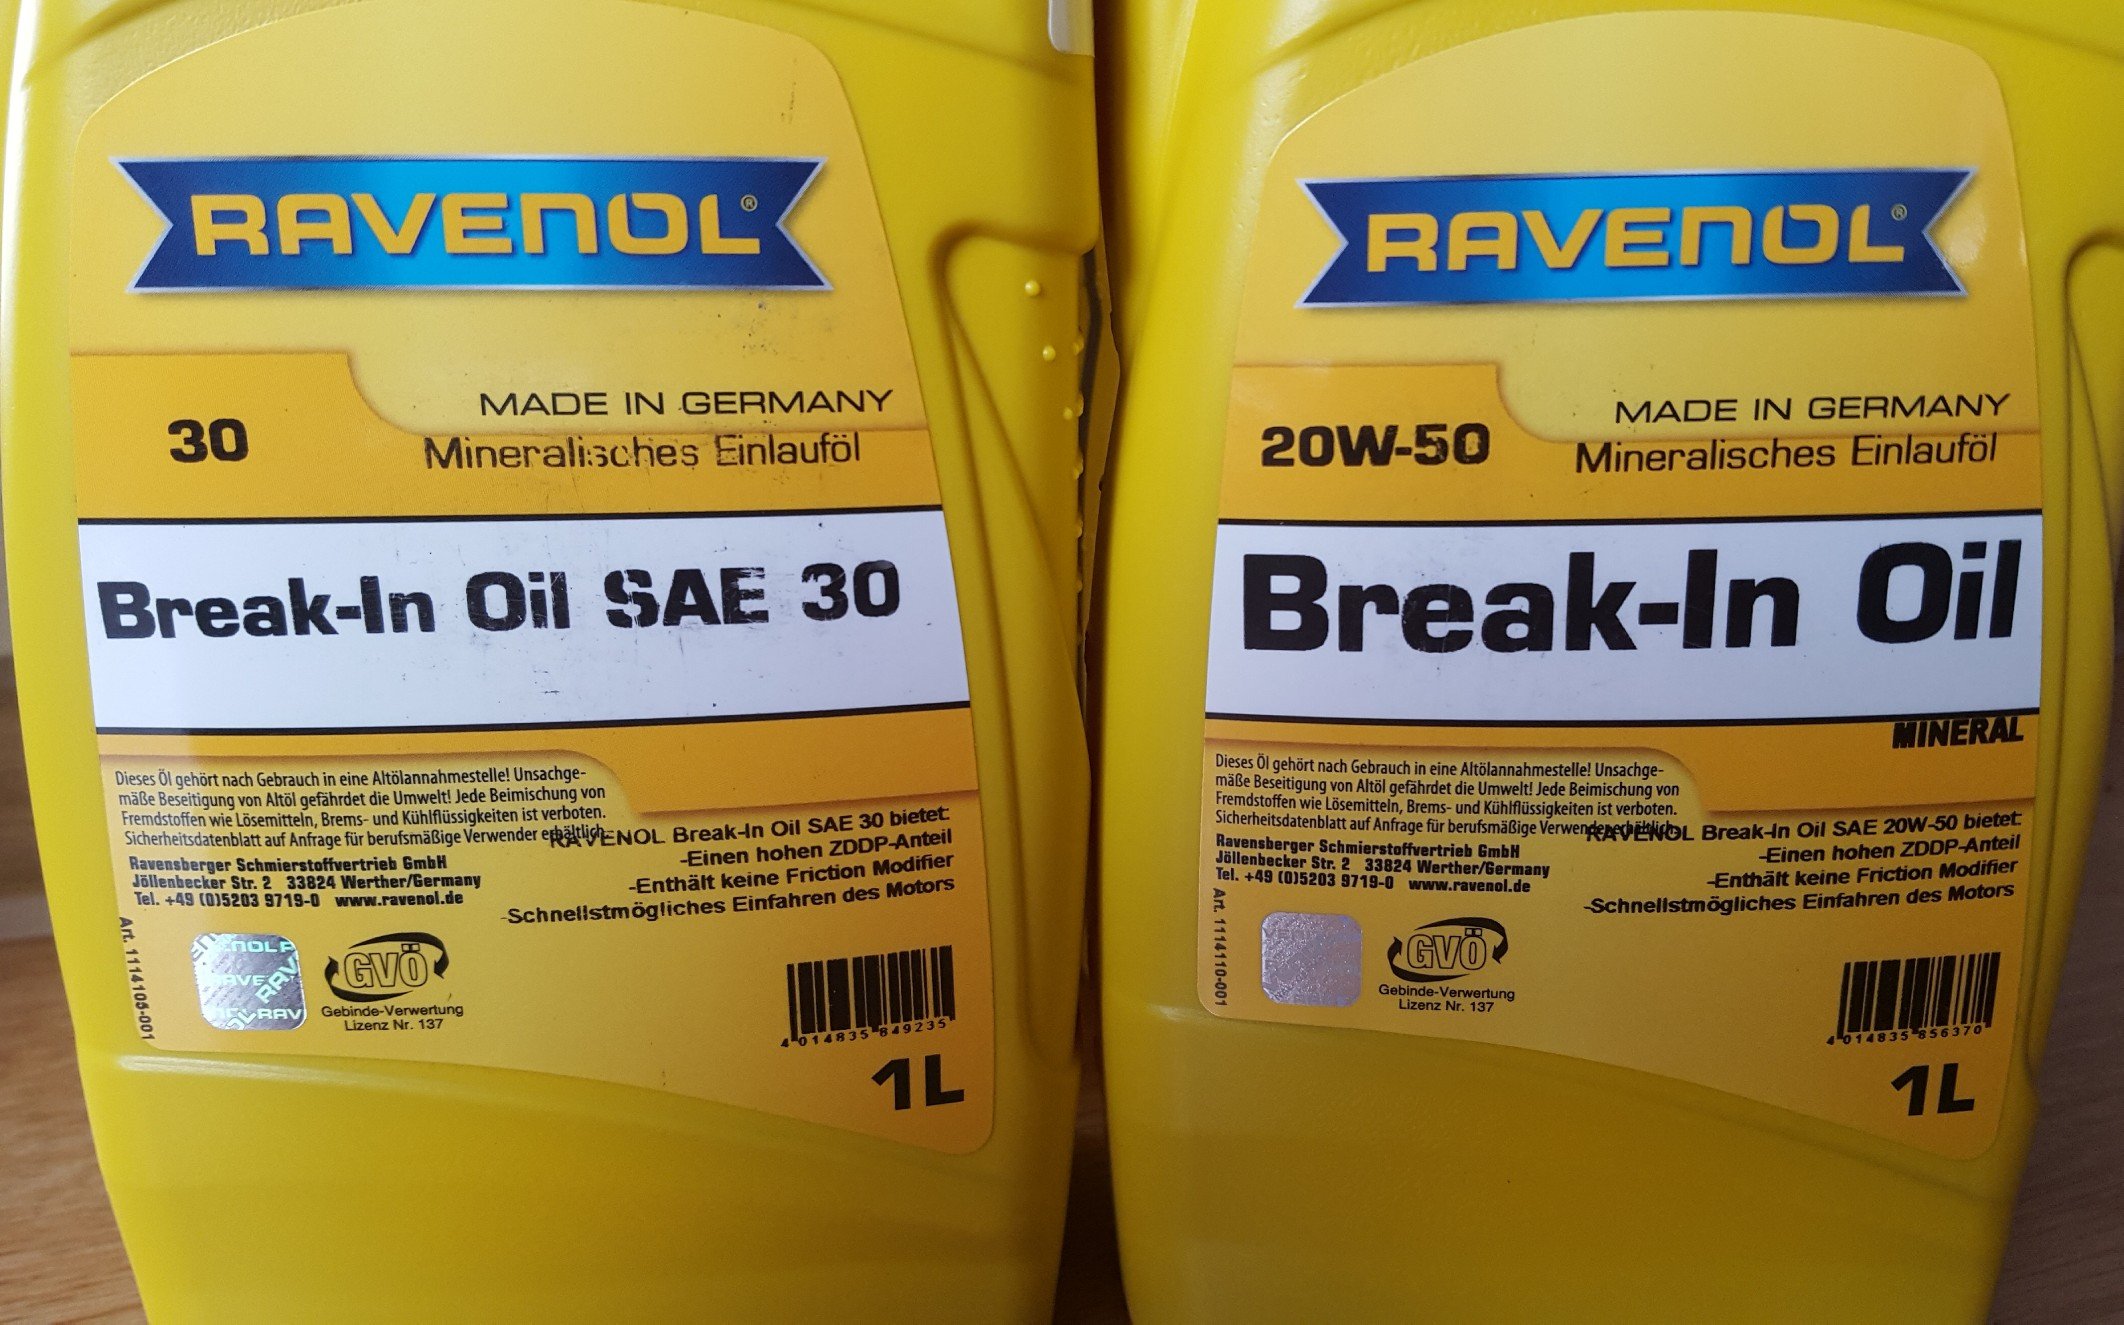 RAVENOL®
MADE IN GERMANY
30
Mineralisches Einlauföl
Break-In Oil SAE 30
Dieses Öl gehört nach Gebrauch in eine Altölannahmestelle! Unsachge-
mäße Beseitigung von Altöl gefährdet die Umwelt! Jede Beimischung von
Fremdstoffen wie Lösemitteln, Brems- und Kühlflüssigkeiten ist verboten.
Sicherheitsdatenblatt auf Anfrage für berufsmäßige Verwender erhältlich.
RAVENOL Break-In Oil SAE 30 bietet:
-Einen hohen ZDDP-Anteil
-Enthält keine Friction Modifier
-Schnellstmögliches Einfahren des Motors
Ravensberger Schmierstoffvertrieb GmbH
Jöllenbecker Str. 2 33824 Werther/Germany
Tel. +49 (0)5203 9719-0 www.ravenol.de
Art. 1114105-001
GVÖ
Gebinde-Verwertung
Lizenz Nr. 137
4 014835 849235
1L
RAVENOL®
MADE IN GERMANY
20W-50
Mineralisches Einlauföl
Break-In Oil
MINERAL
Dieses Öl gehört nach Gebrauch in eine Altölannahmestelle! Unsachge-
mäße Beseitigung von Altöl gefährdet die Umwelt! Jede Beimischung von
Fremdstoffen wie Lösemitteln, Brems- und Kühlflüssigkeiten ist verboten.
Sicherheitsdatenblatt auf Anfrage für berufsmäßige Verwender erhältlich.
RAVENOL Break-In Oil SAE 20W-50 bietet:
-Einen hohen ZDDP-Anteil
-Enthält keine Friction Modifier
-Schnellstmögliches Einfahren des Motors
Ravensberger Schmierstoffvertrieb GmbH
Jöllenbecker Str. 2 33824 Werther/Germany
Tel. +49 (0)5203 9719-0 www.ravenol.de
Art. 1114110-001
GVÖ
Gebinde-Verwertung
Lizenz Nr. 137
4 014835 856370
1L